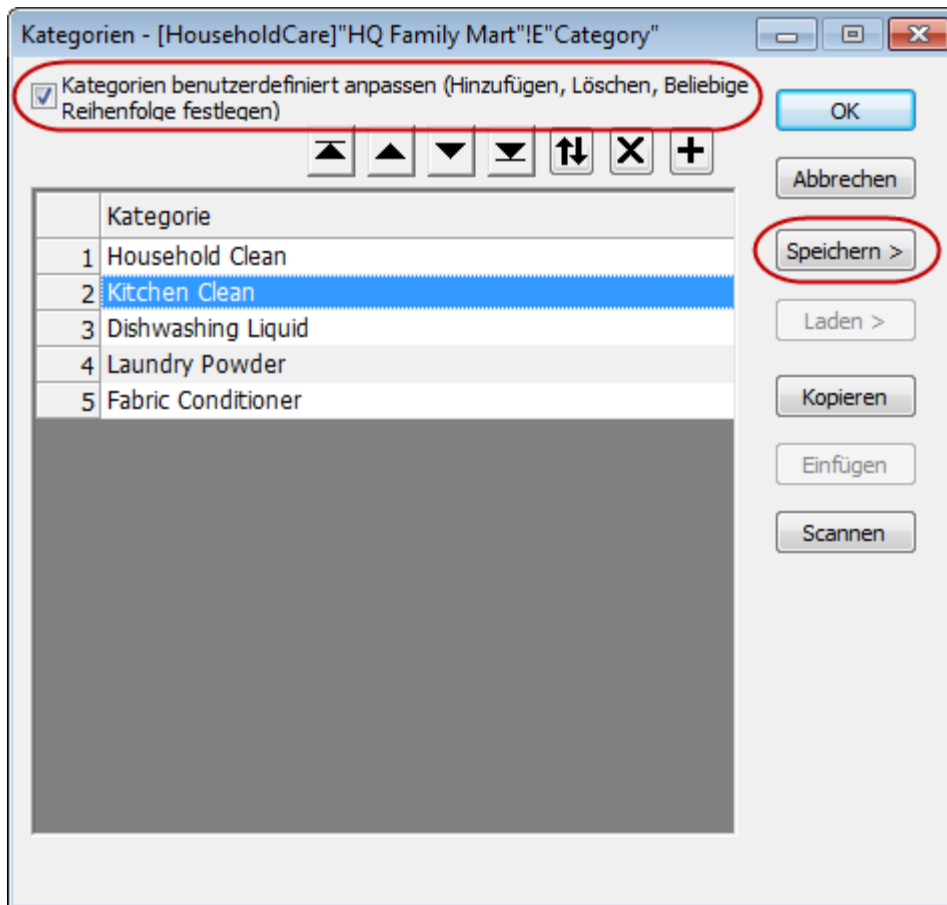 Kategorien - [HouseholdCare]"HQ Family Mart"!E"Category"
Kategorien benutzerdefiniert anpassen (Hinzufügen, Löschen, Beliebige
Reihenfolge festlegen)
OK
Abbrechen
Speichern >
Laden >
Kopieren
Einfügen
Scannen
Kategorie
1 Household Clean
2 Kitchen Clean
3 Dishwashing Liquid
4 Laundry Powder
5 Fabric Conditioner